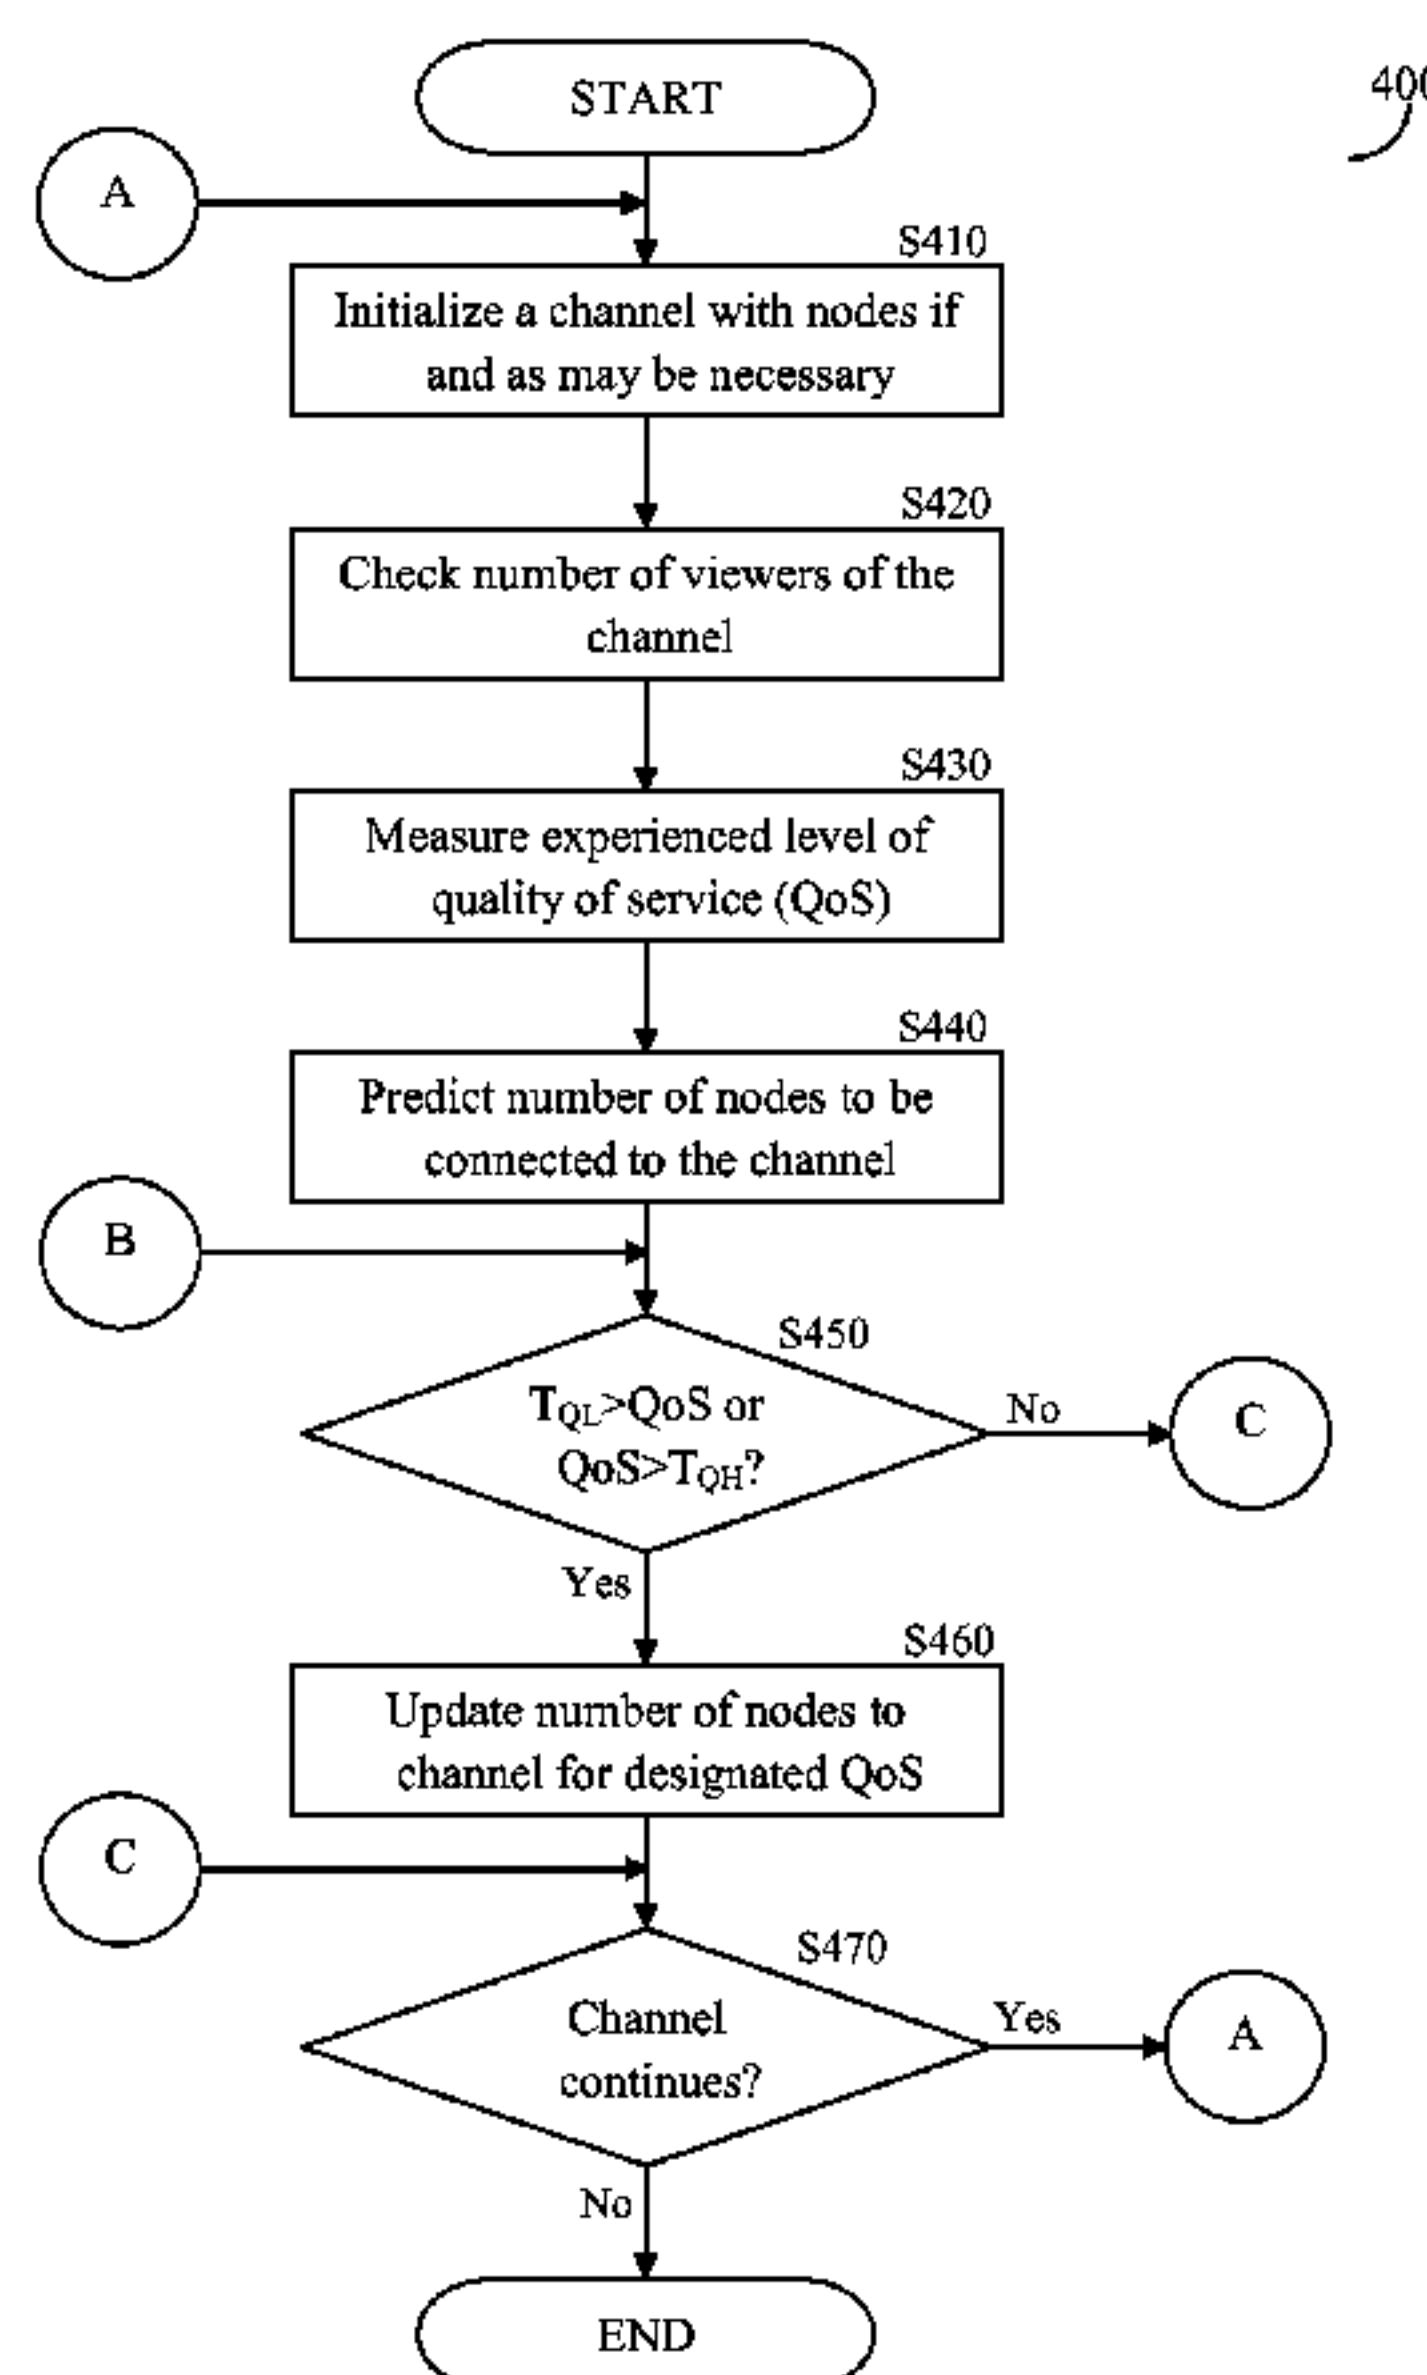 START
400
A
S410
Initialize a channel with nodes if
and as may be necessary
S420
Check number of viewers of the
channel
S430
Measure experienced level of
quality of service (QoS)
S440
Predict number of nodes to be
connected to the channel
B
S450
TQL>QoS or
QoS>TQH?
No
C
Yes
S460
Update number of nodes to
channel for designated QoS
C
S470
Channel
continues?
Yes
A
No
END